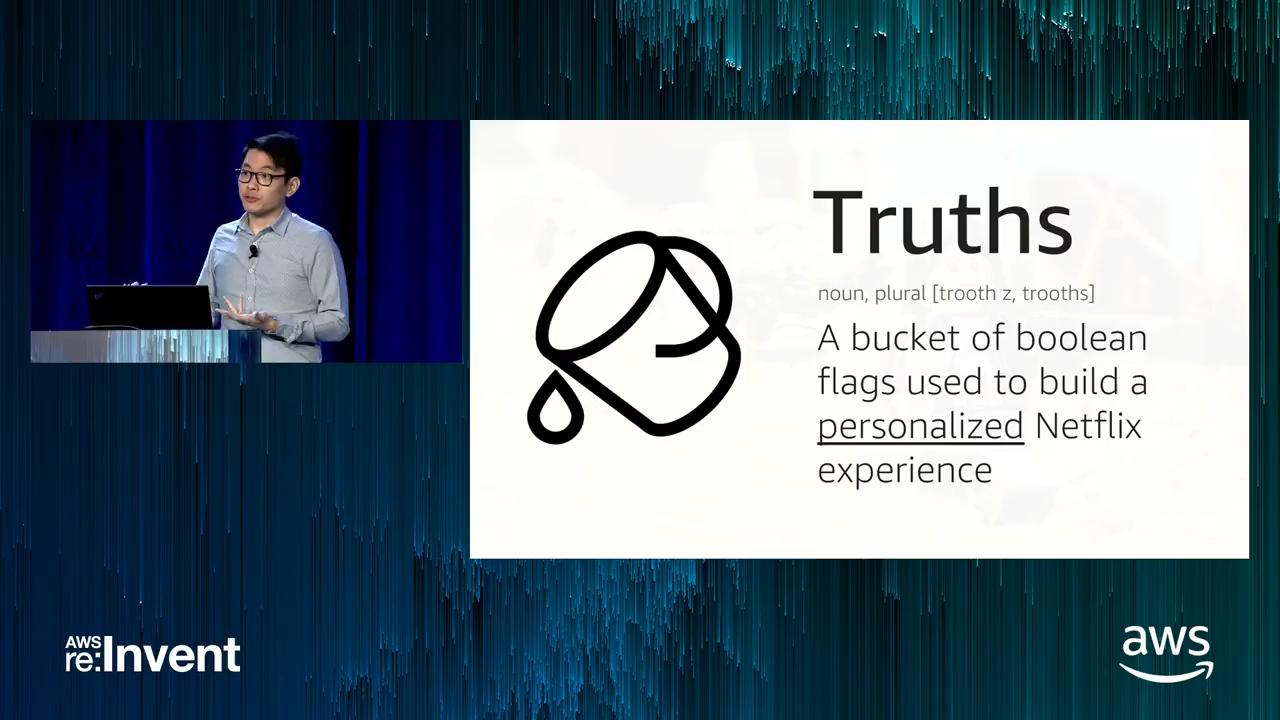 Truths
noun, plural [trooth z, trooths]
A bucket of boolean
flags used to build a
personalized Netflix
experience
AWS
re:Invent
aws